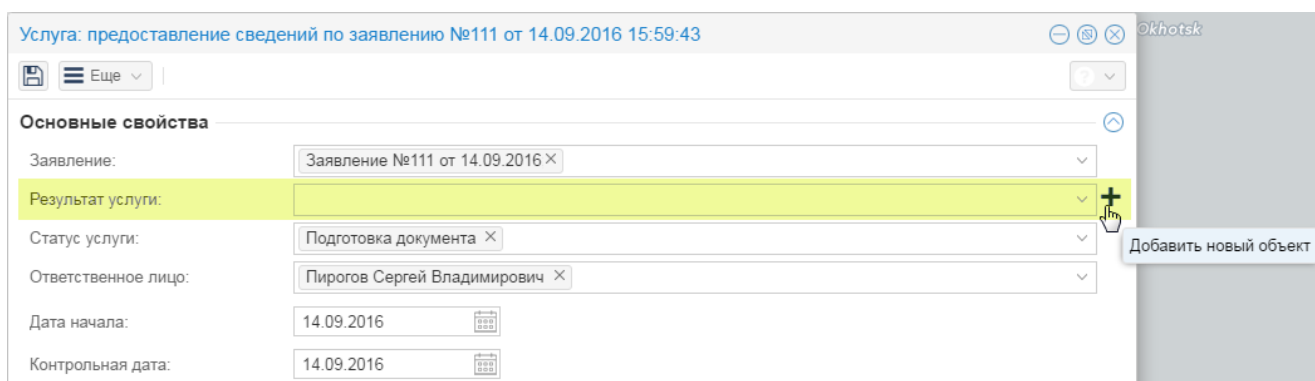 Услуга: предоставление сведений по заявлению №111 от 14.09.2016 15:59:43
Okhotsk
Еще
?
Основные свойства
Заявление: Заявление №111 от 14.09.2016
Результат услуги:
Статус услуги: Подготовка документа
Добавить новый объект
Ответственное лицо: Пирогов Сергей Владимирович
Дата начала: 14.09.2016
Контрольная дата: 14.09.2016